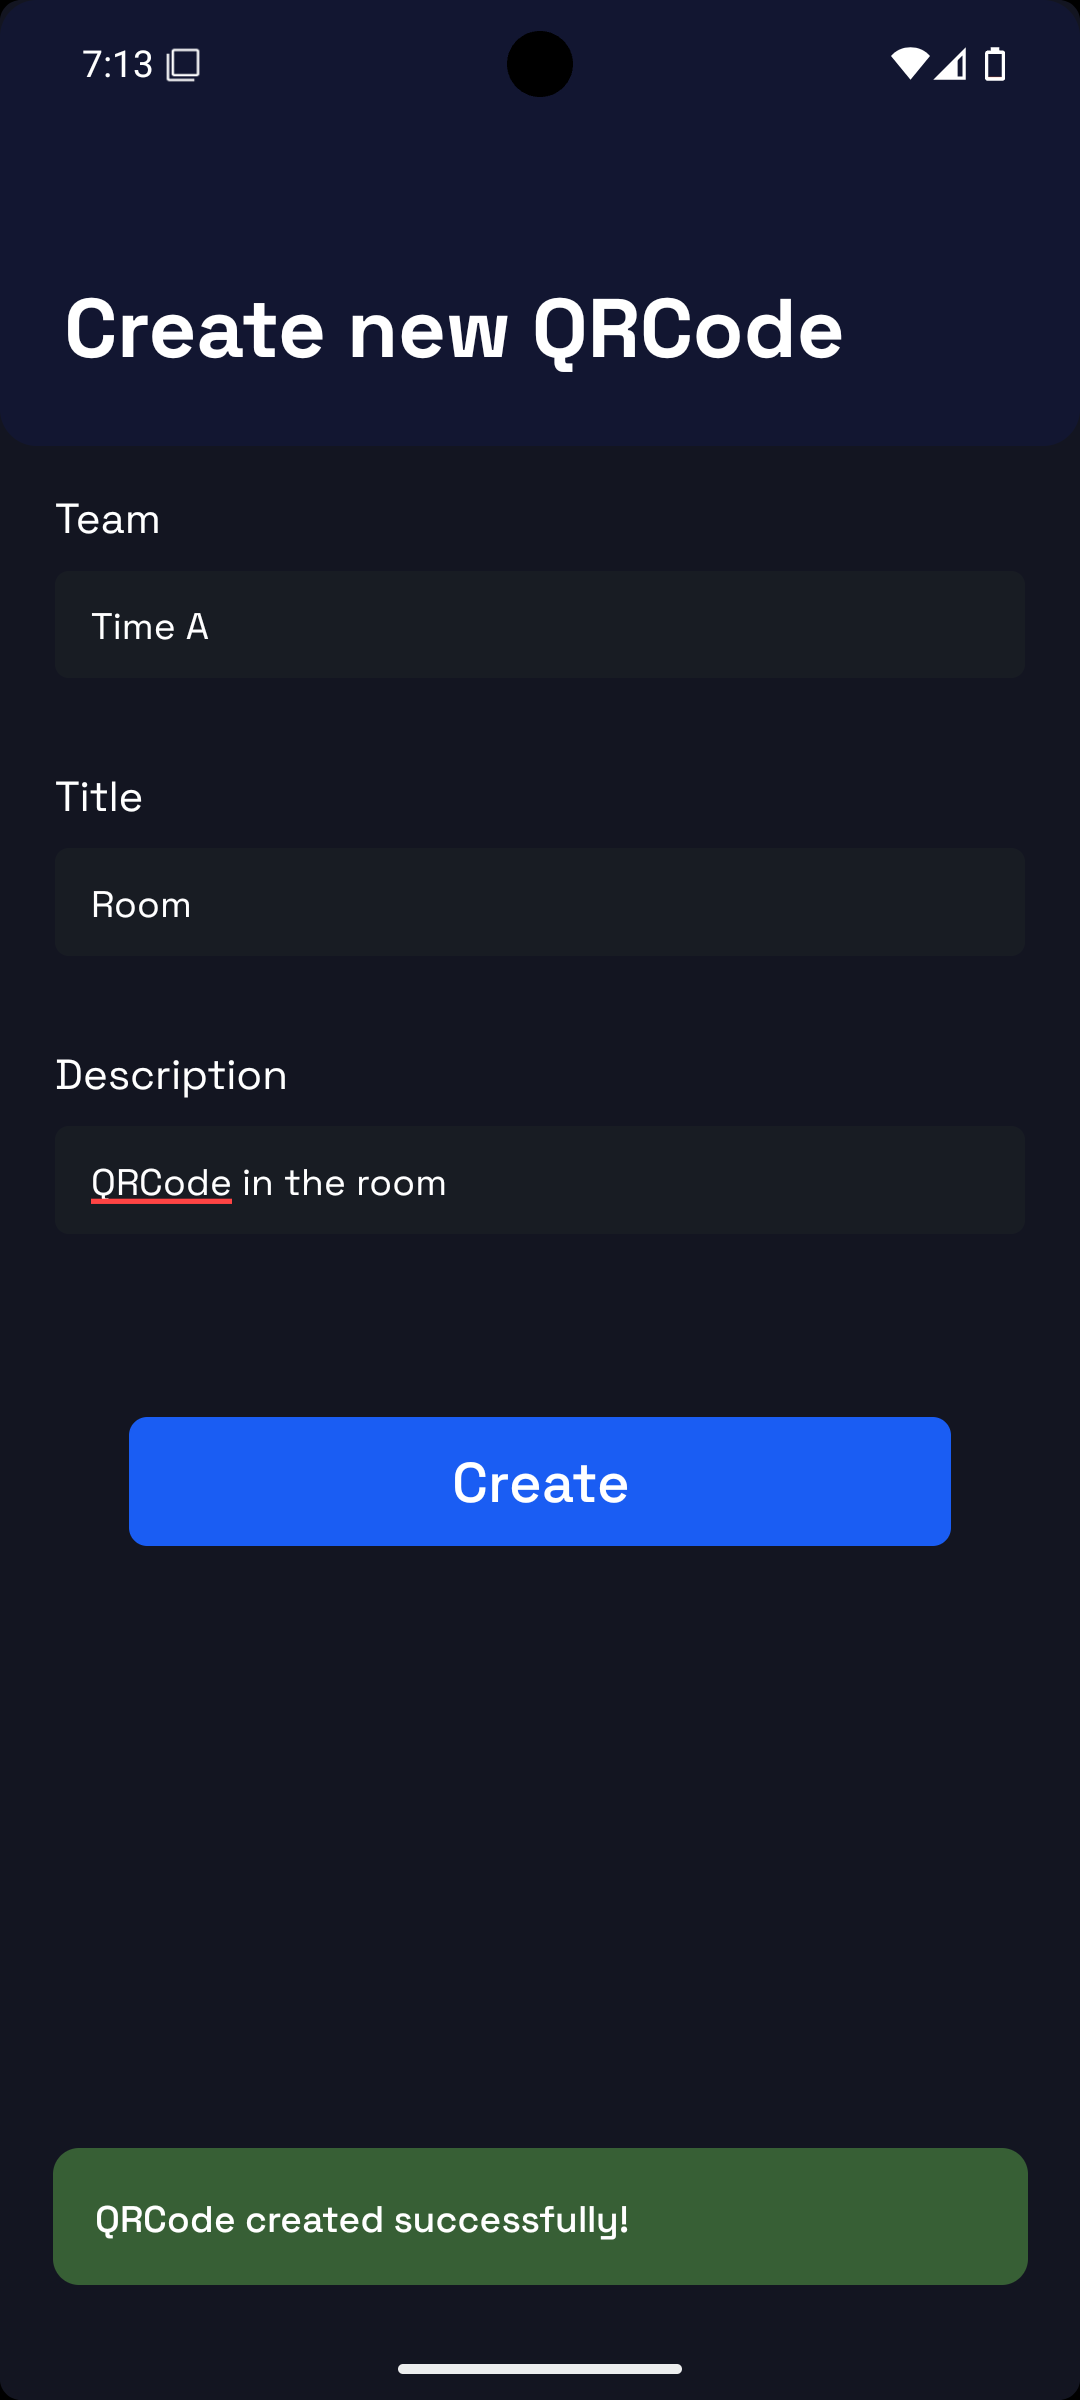 7:13
Create new QRCode
Team
Time A
Title
Room
Description
QRCode in the room
Create
QRCode created successfully!